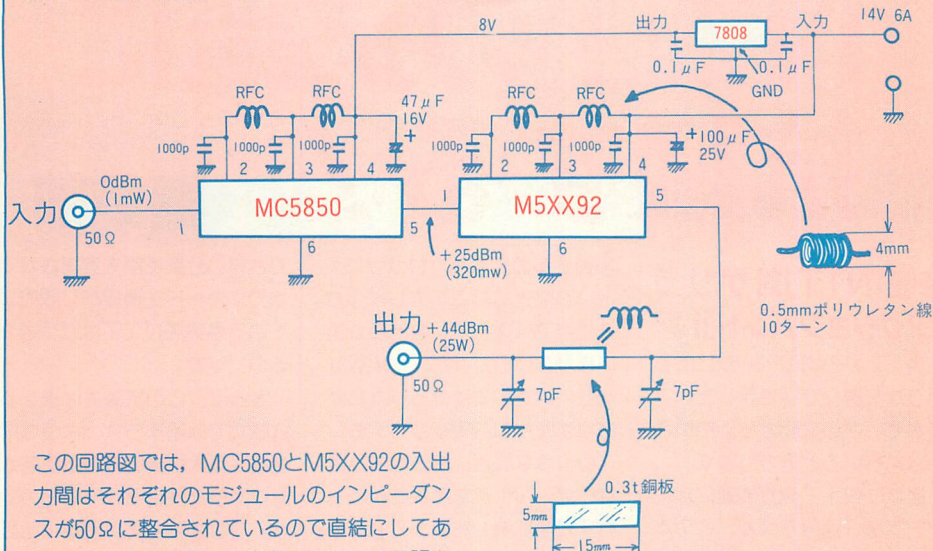 8V
出力
7808
入力
14V 6A
0.1μF
0.1μF
GND
RFC
RFC
47μF
16V
+
RFC
RFC
+100μF
25V
1000p
1000p
1000p
1000p
1000p
1000p
2
3
4
2
3
4
入力
0dBm
(1mW)
50Ω
1
MC5850
5
6
+25dBm
(320mw)
1
M5XX92
5
6
4mm
0.5mmポリウレタン線
10ターン
出力
+44dBm
(25W)
50Ω
7pF
7pF
0.3t銅板
5mm
15mm
この回路図では，MC5850とM5XX92の入出
力間はそれぞれのモジュールのインピーダン
スが50Ωに整合されているので直結にしてあ